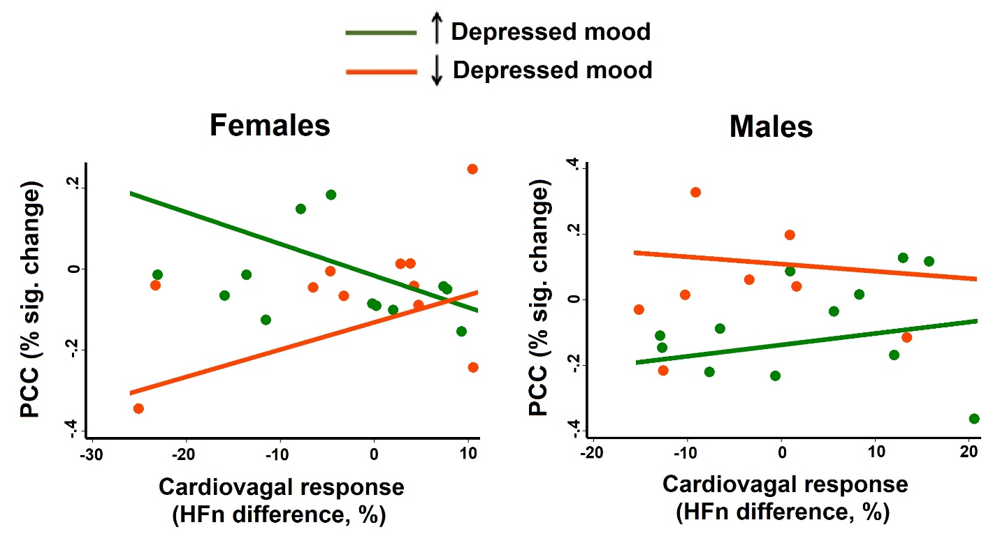 ↑ Depressed mood
↓ Depressed mood
Females
Males
PCC (% sig. change)
.2
0
-.2
-.4
-30 -20 -10 0 10
Cardiovagal response
(HFn difference, %)
PCC (% sig. change)
.4
.2
0
-.2
-.4
-20 -10 0 10 20
Cardiovagal response
(HFn difference, %)